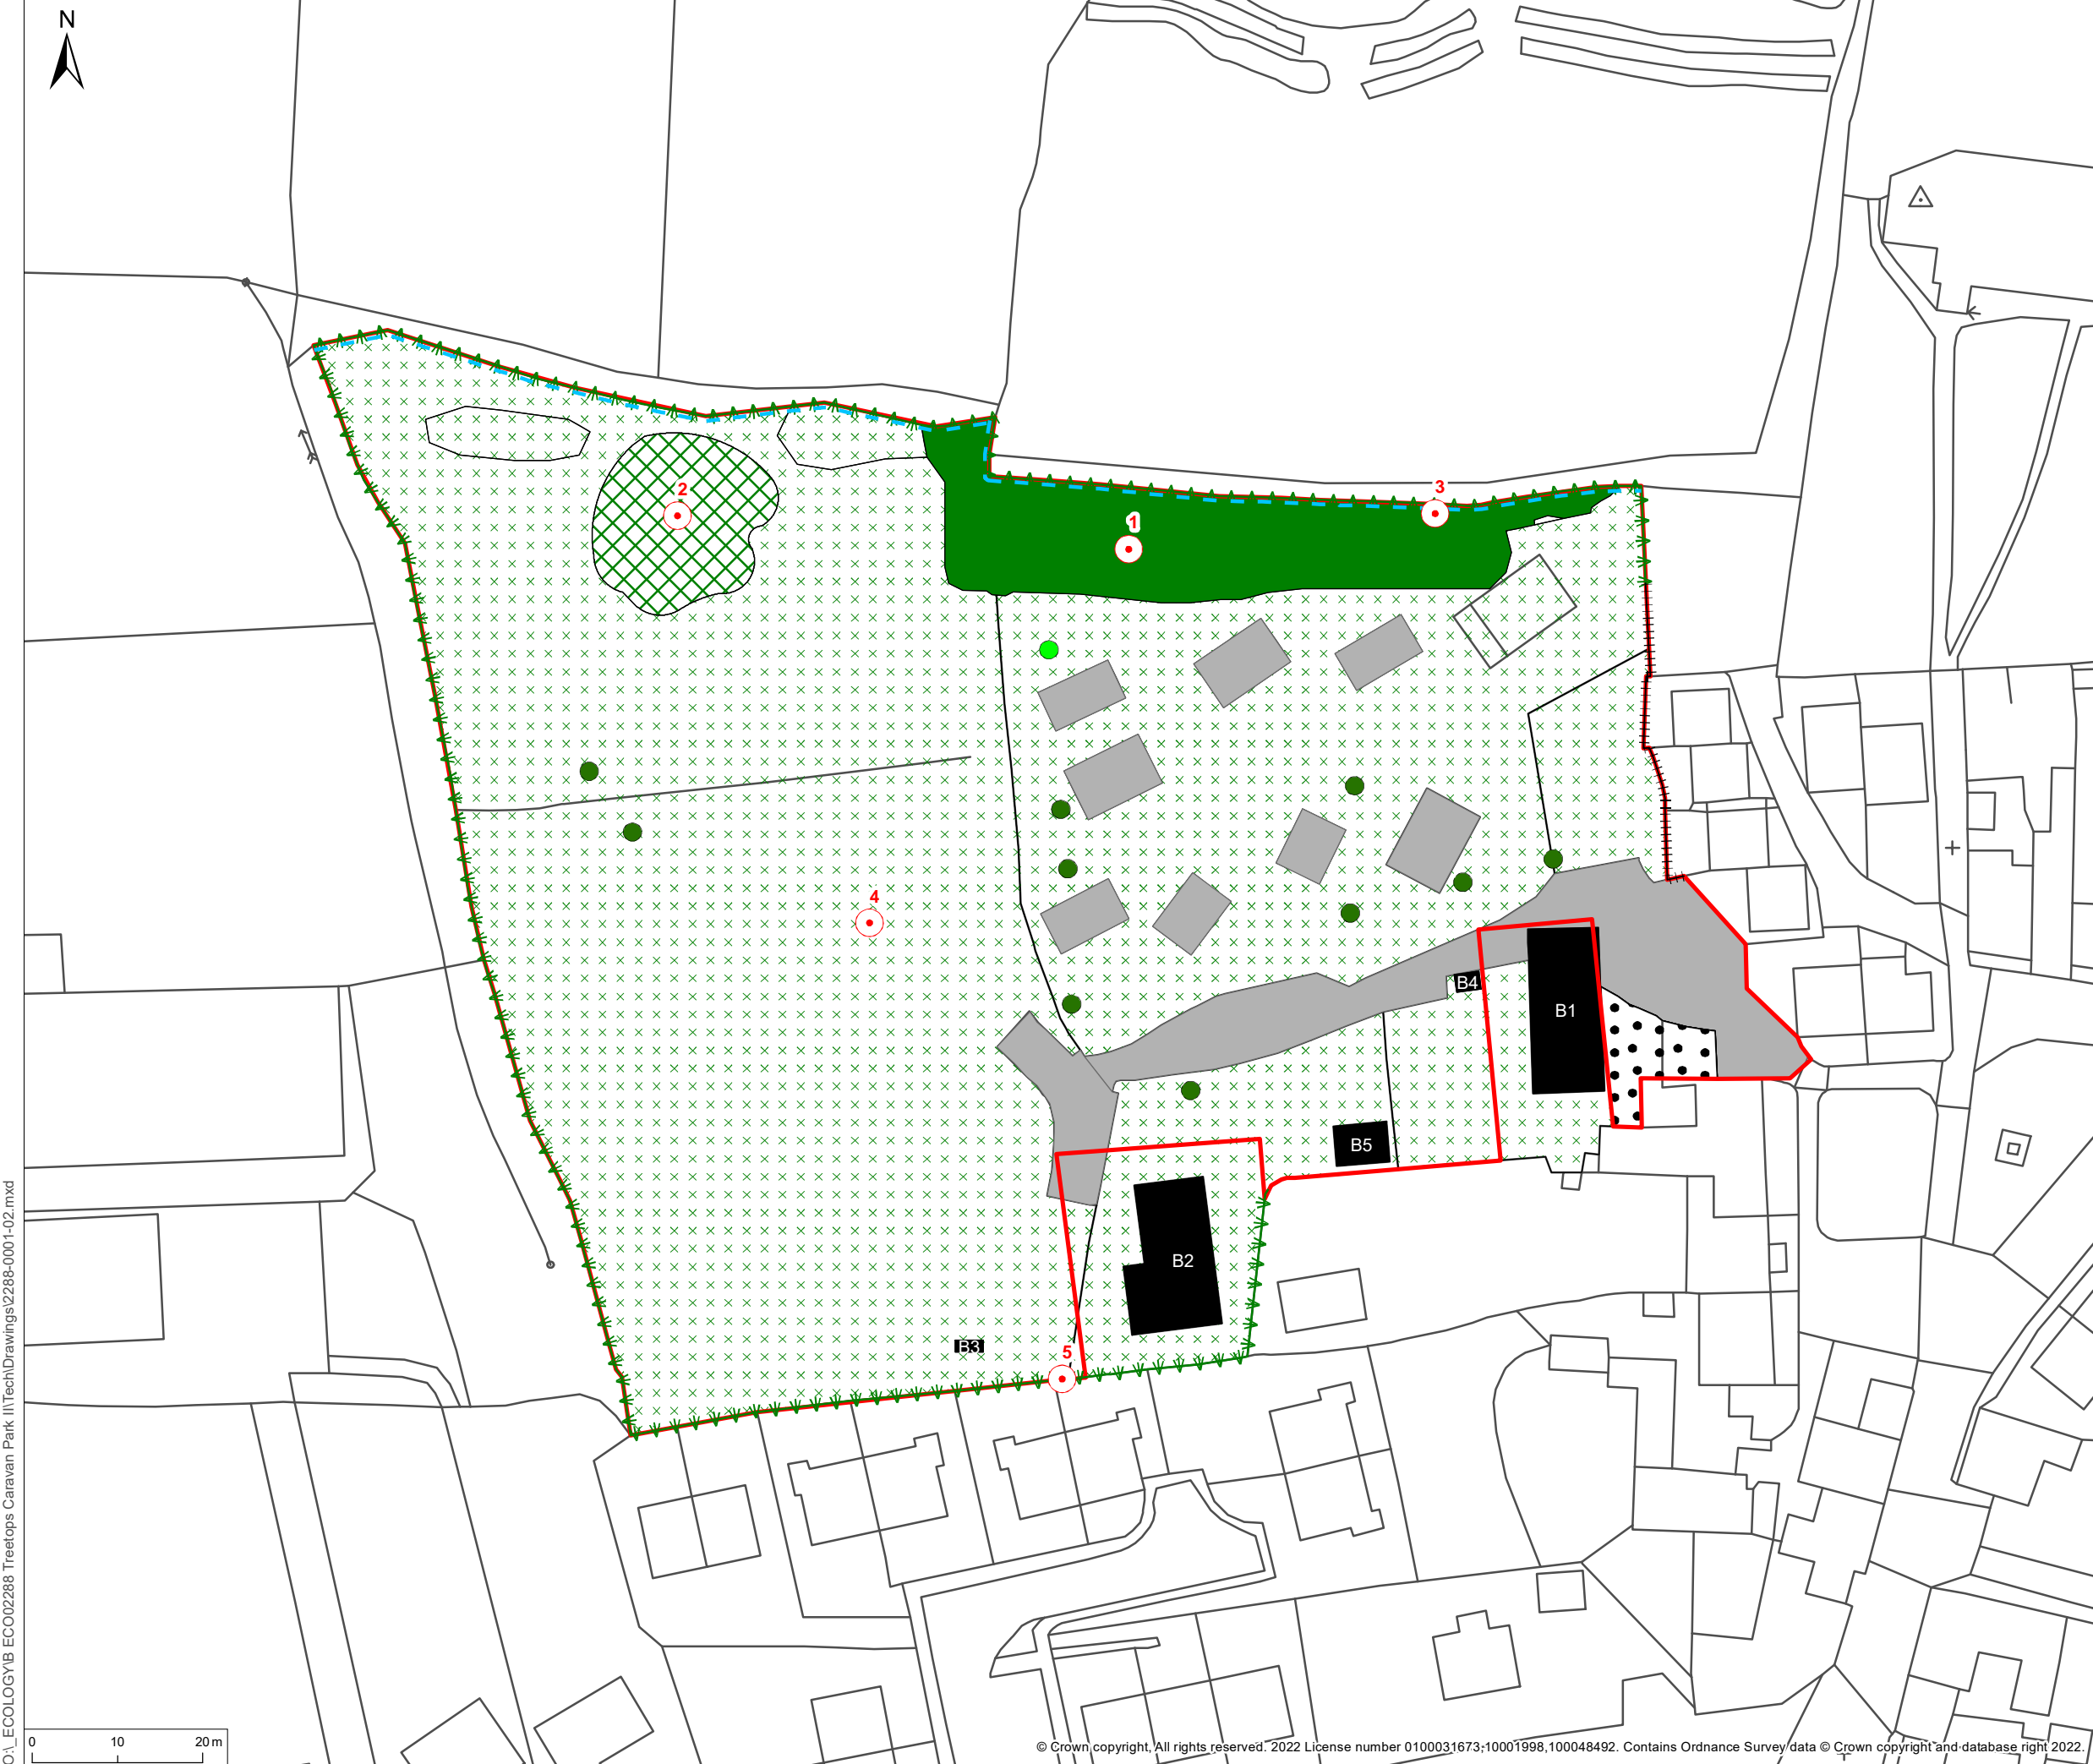 N
2
3
1
4
B4
B1
B5
B2
B3
5
O:\_ECOLOGY\B ECO02288 Treetops Caravan Park II\Tech\Drawings\2288-0001-02.mxd
0 10 20 m
© Crown copyright, All rights reserved. 2022 License number 0100031673,10001998,100048492. Contains Ordnance Survey data © Crown copyright and database right 2022.